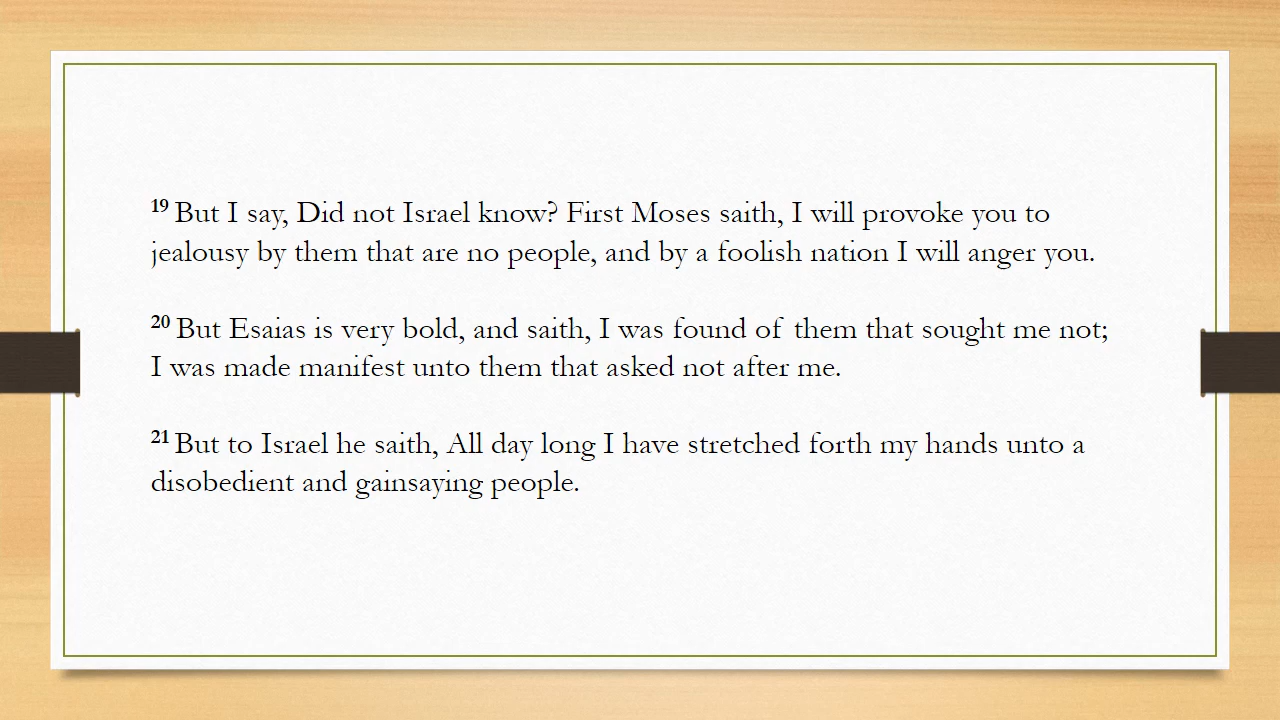 19 But I say, Did not Israel know? First Moses saith, I will provoke you to
jealousy by them that are no people, and by a foolish nation I will anger you.
20 But Esaias is very bold, and saith, I was found of them that sought me not;
I was made manifest unto them that asked not after me.
21 But to Israel he saith, All day long I have stretched forth my hands unto a
disobedient and gainsaying people.